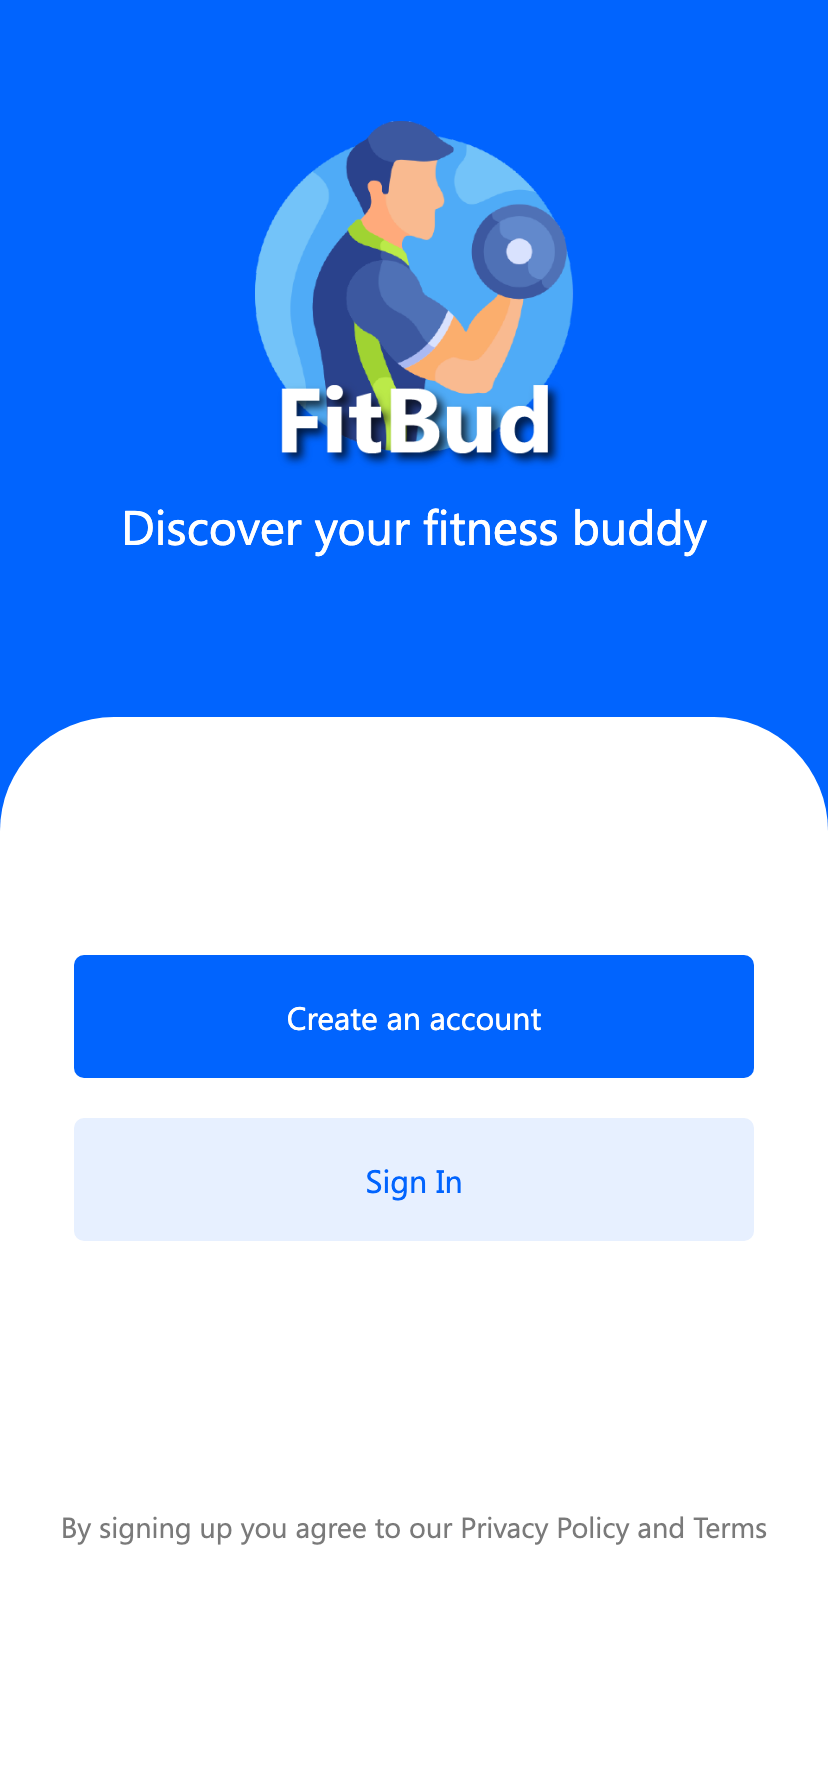 FitBud
Discover your fitness buddy
Create an account
Sign In
By signing up you agree to our Privacy Policy and Terms